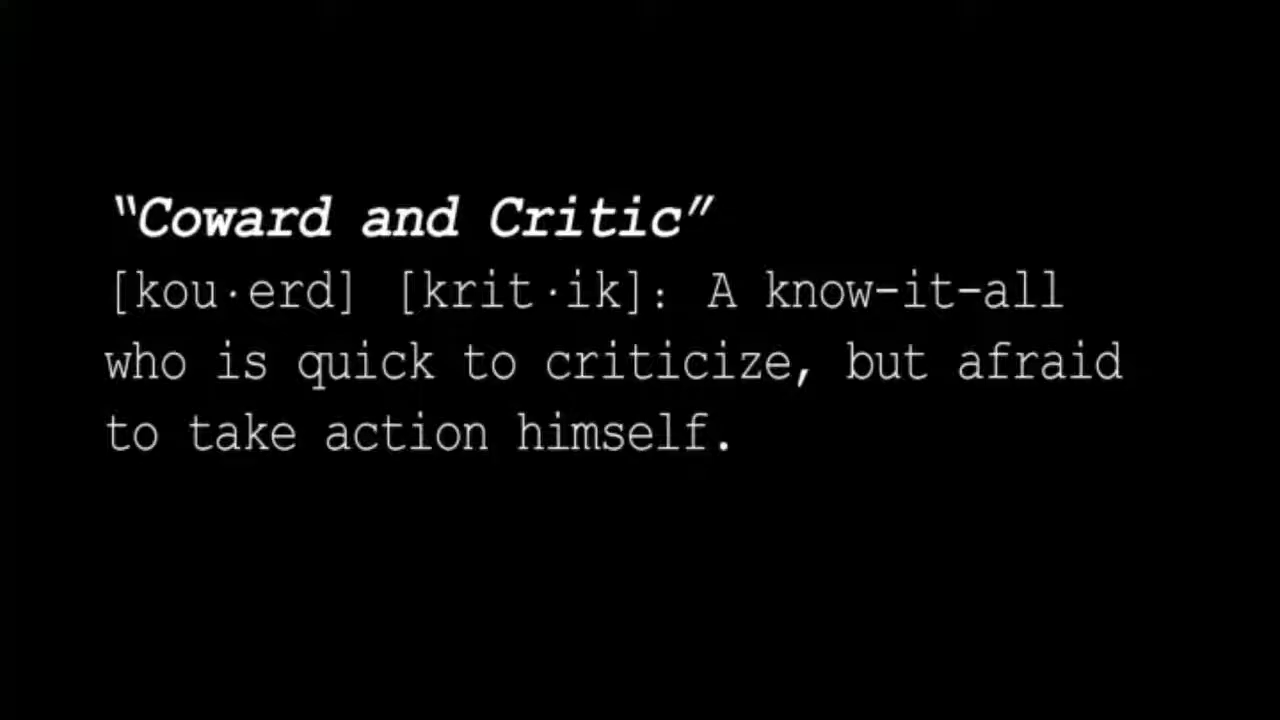 “Coward and Critic”
[kou·erd] [krit·ik]: A know-it-all
who is quick to criticize, but afraid
to take action himself.